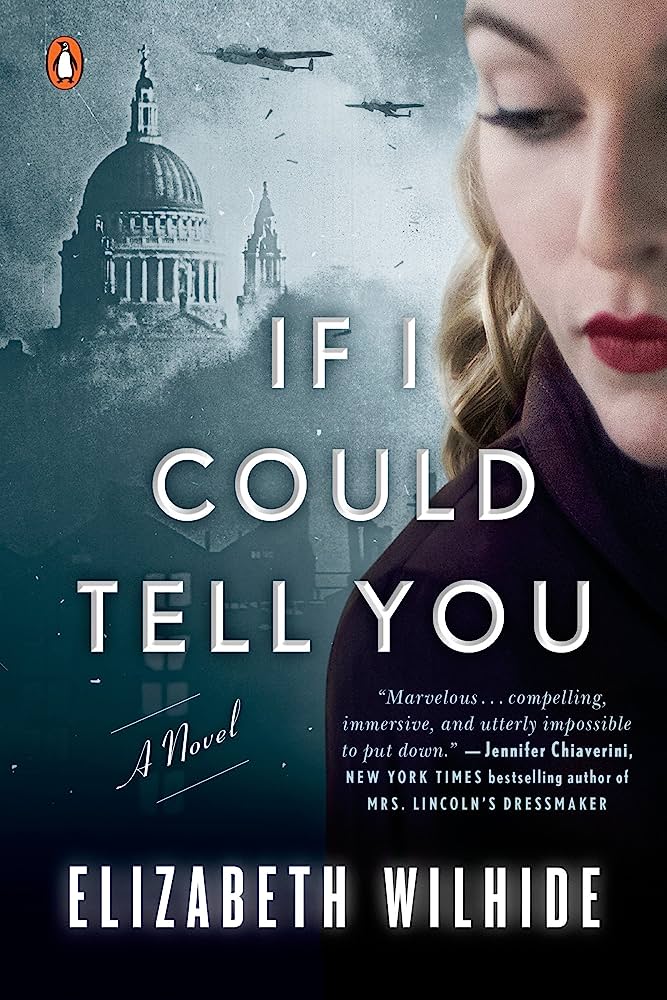 IF I
COULD
TELL YOU
A Novel
“Marvelous... compelling,
immersive, and utterly impossible
to put down.” —Jennifer Chiaverini,
NEW YORK TIMES bestselling author of
MRS. LINCOLN'S DRESSMAKER
ELIZABETH WILHIDE